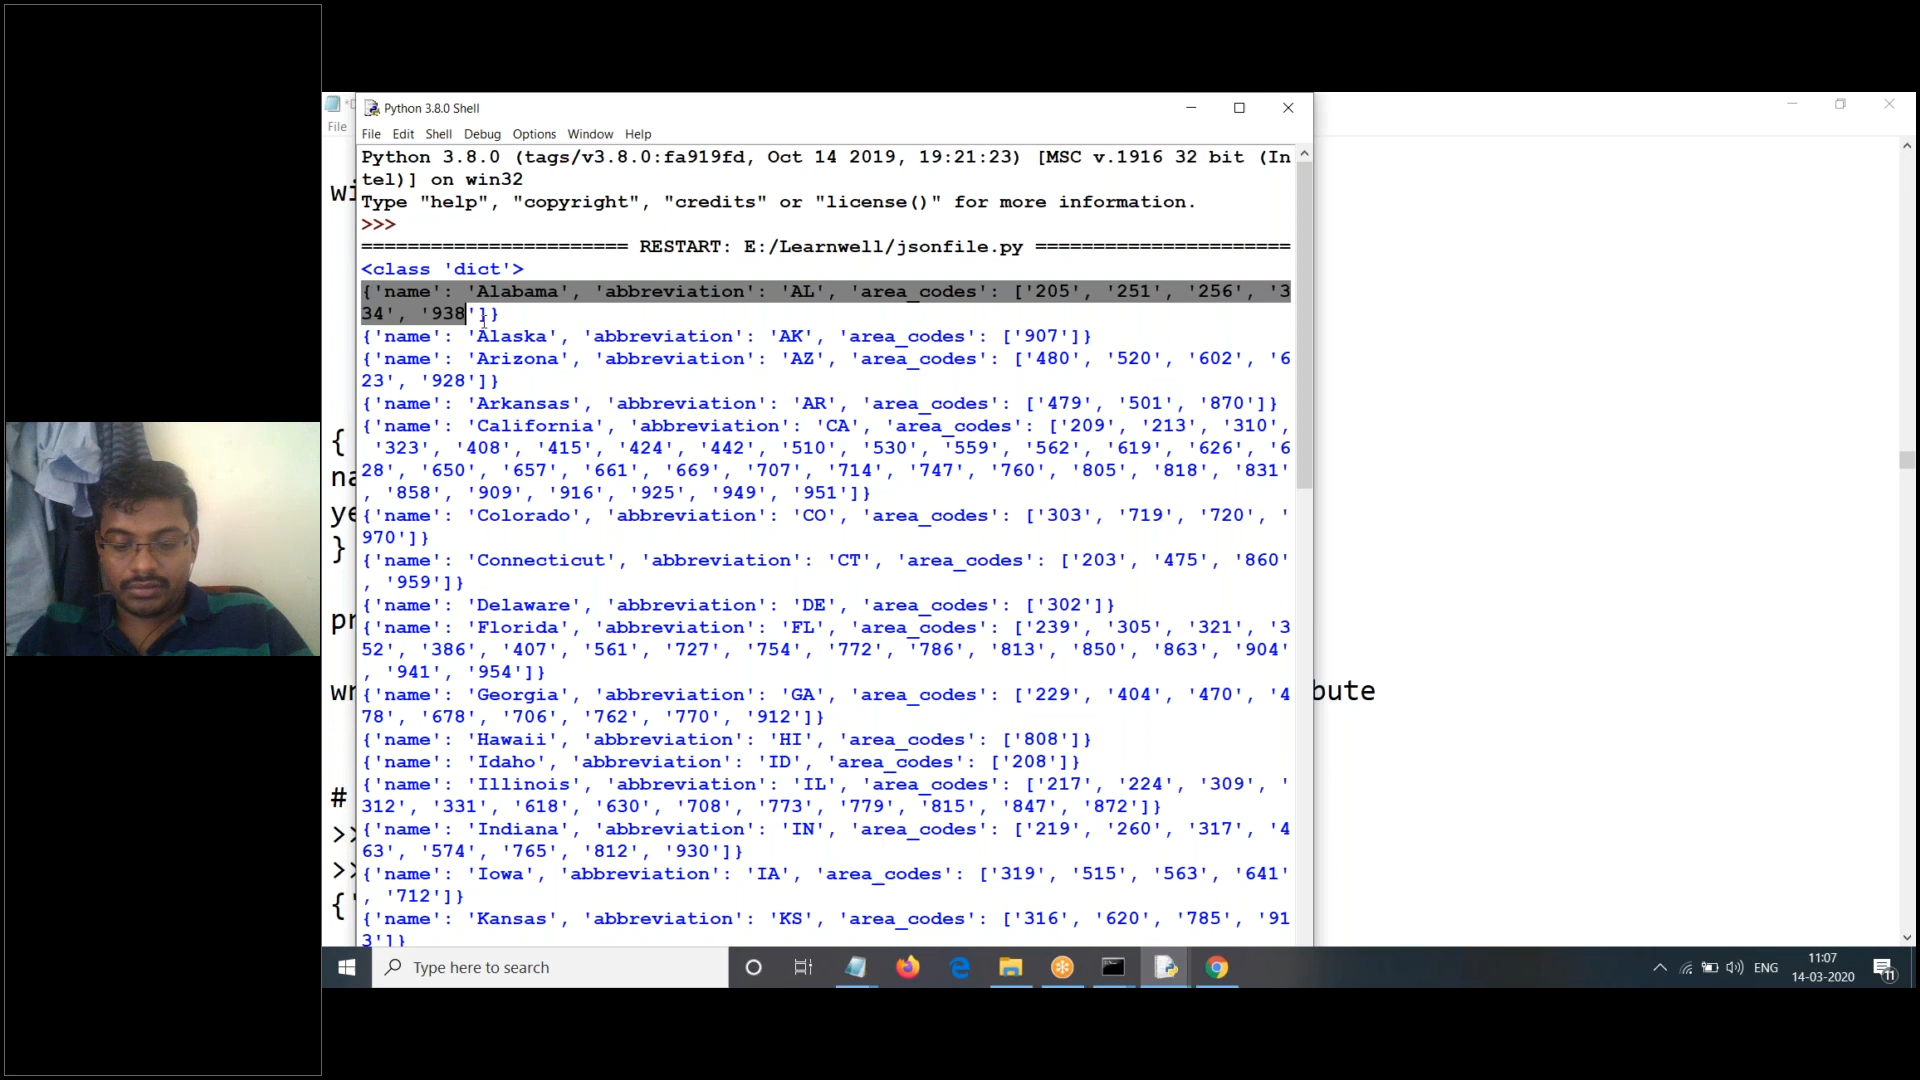 Python 3.8.0 Shell
File Edit Shell Debug Options Window Help
Python 3.8.0 (tags/v3.8.0:fa919fd, Oct 14 2019, 19:21:23) [MSC v.1916 32 bit (In
tel)] on win32
Type "help", "copyright", "credits" or "license()" for more information.
>>>
======================= RESTART: E:/Learnwell/jsonfile.py ======================
<class 'dict'>
{'name': 'Alabama', 'abbreviation': 'AL', 'area_codes': ['205', '251', '256', '3
34', '938']}
{'name': 'Alaska', 'abbreviation': 'AK', 'area_codes': ['907']}
{'name': 'Arizona', 'abbreviation': 'AZ', 'area_codes': ['480', '520', '602', '6
23', '928']}
{'name': 'Arkansas', 'abbreviation': 'AR', 'area_codes': ['479', '501', '870']}
{'name': 'California', 'abbreviation': 'CA', 'area_codes': ['209', '213', '310',
'323', '408', '415', '424', '442', '510', '530', '559', '562', '619', '626', '6
28', '650', '657', '661', '669', '707', '714', '747', '760', '805', '818', '831'
, '858', '909', '916', '925', '949', '951']}
{'name': 'Colorado', 'abbreviation': 'CO', 'area_codes': ['303', '719', '720', '
970']}
{'name': 'Connecticut', 'abbreviation': 'CT', 'area_codes': ['203', '475', '860'
, '959']}
{'name': 'Delaware', 'abbreviation': 'DE', 'area_codes': ['302']}
{'name': 'Florida', 'abbreviation': 'FL', 'area_codes': ['239', '305', '321', '3
52', '386', '407', '561', '727', '754', '772', '786', '813', '850', '863', '904'
, '941', '954']}
{'name': 'Georgia', 'abbreviation': 'GA', 'area_codes': ['229', '404', '470', '4
78', '678', '706', '762', '770', '912']}
{'name': 'Hawaii', 'abbreviation': 'HI', 'area_codes': ['808']}
{'name': 'Idaho', 'abbreviation': 'ID', 'area_codes': ['208']}
{'name': 'Illinois', 'abbreviation': 'IL', 'area_codes': ['217', '224', '309', '
312', '331', '618', '630', '708', '773', '779', '815', '847', '872']}
{'name': 'Indiana', 'abbreviation': 'IN', 'area_codes': ['219', '260', '317', '4
63', '574', '765', '812', '930']}
{'name': 'Iowa', 'abbreviation': 'IA', 'area_codes': ['319', '515', '563', '641'
, '712']}
{'name': 'Kansas', 'abbreviation': 'KS', 'area_codes': ['316', '620', '785', '91
3']}
File
wi
{
na
ye
}
pr
wr
bute
#
>>
>>
{'
Type here to search
ENG
11:07
14-03-2020
11